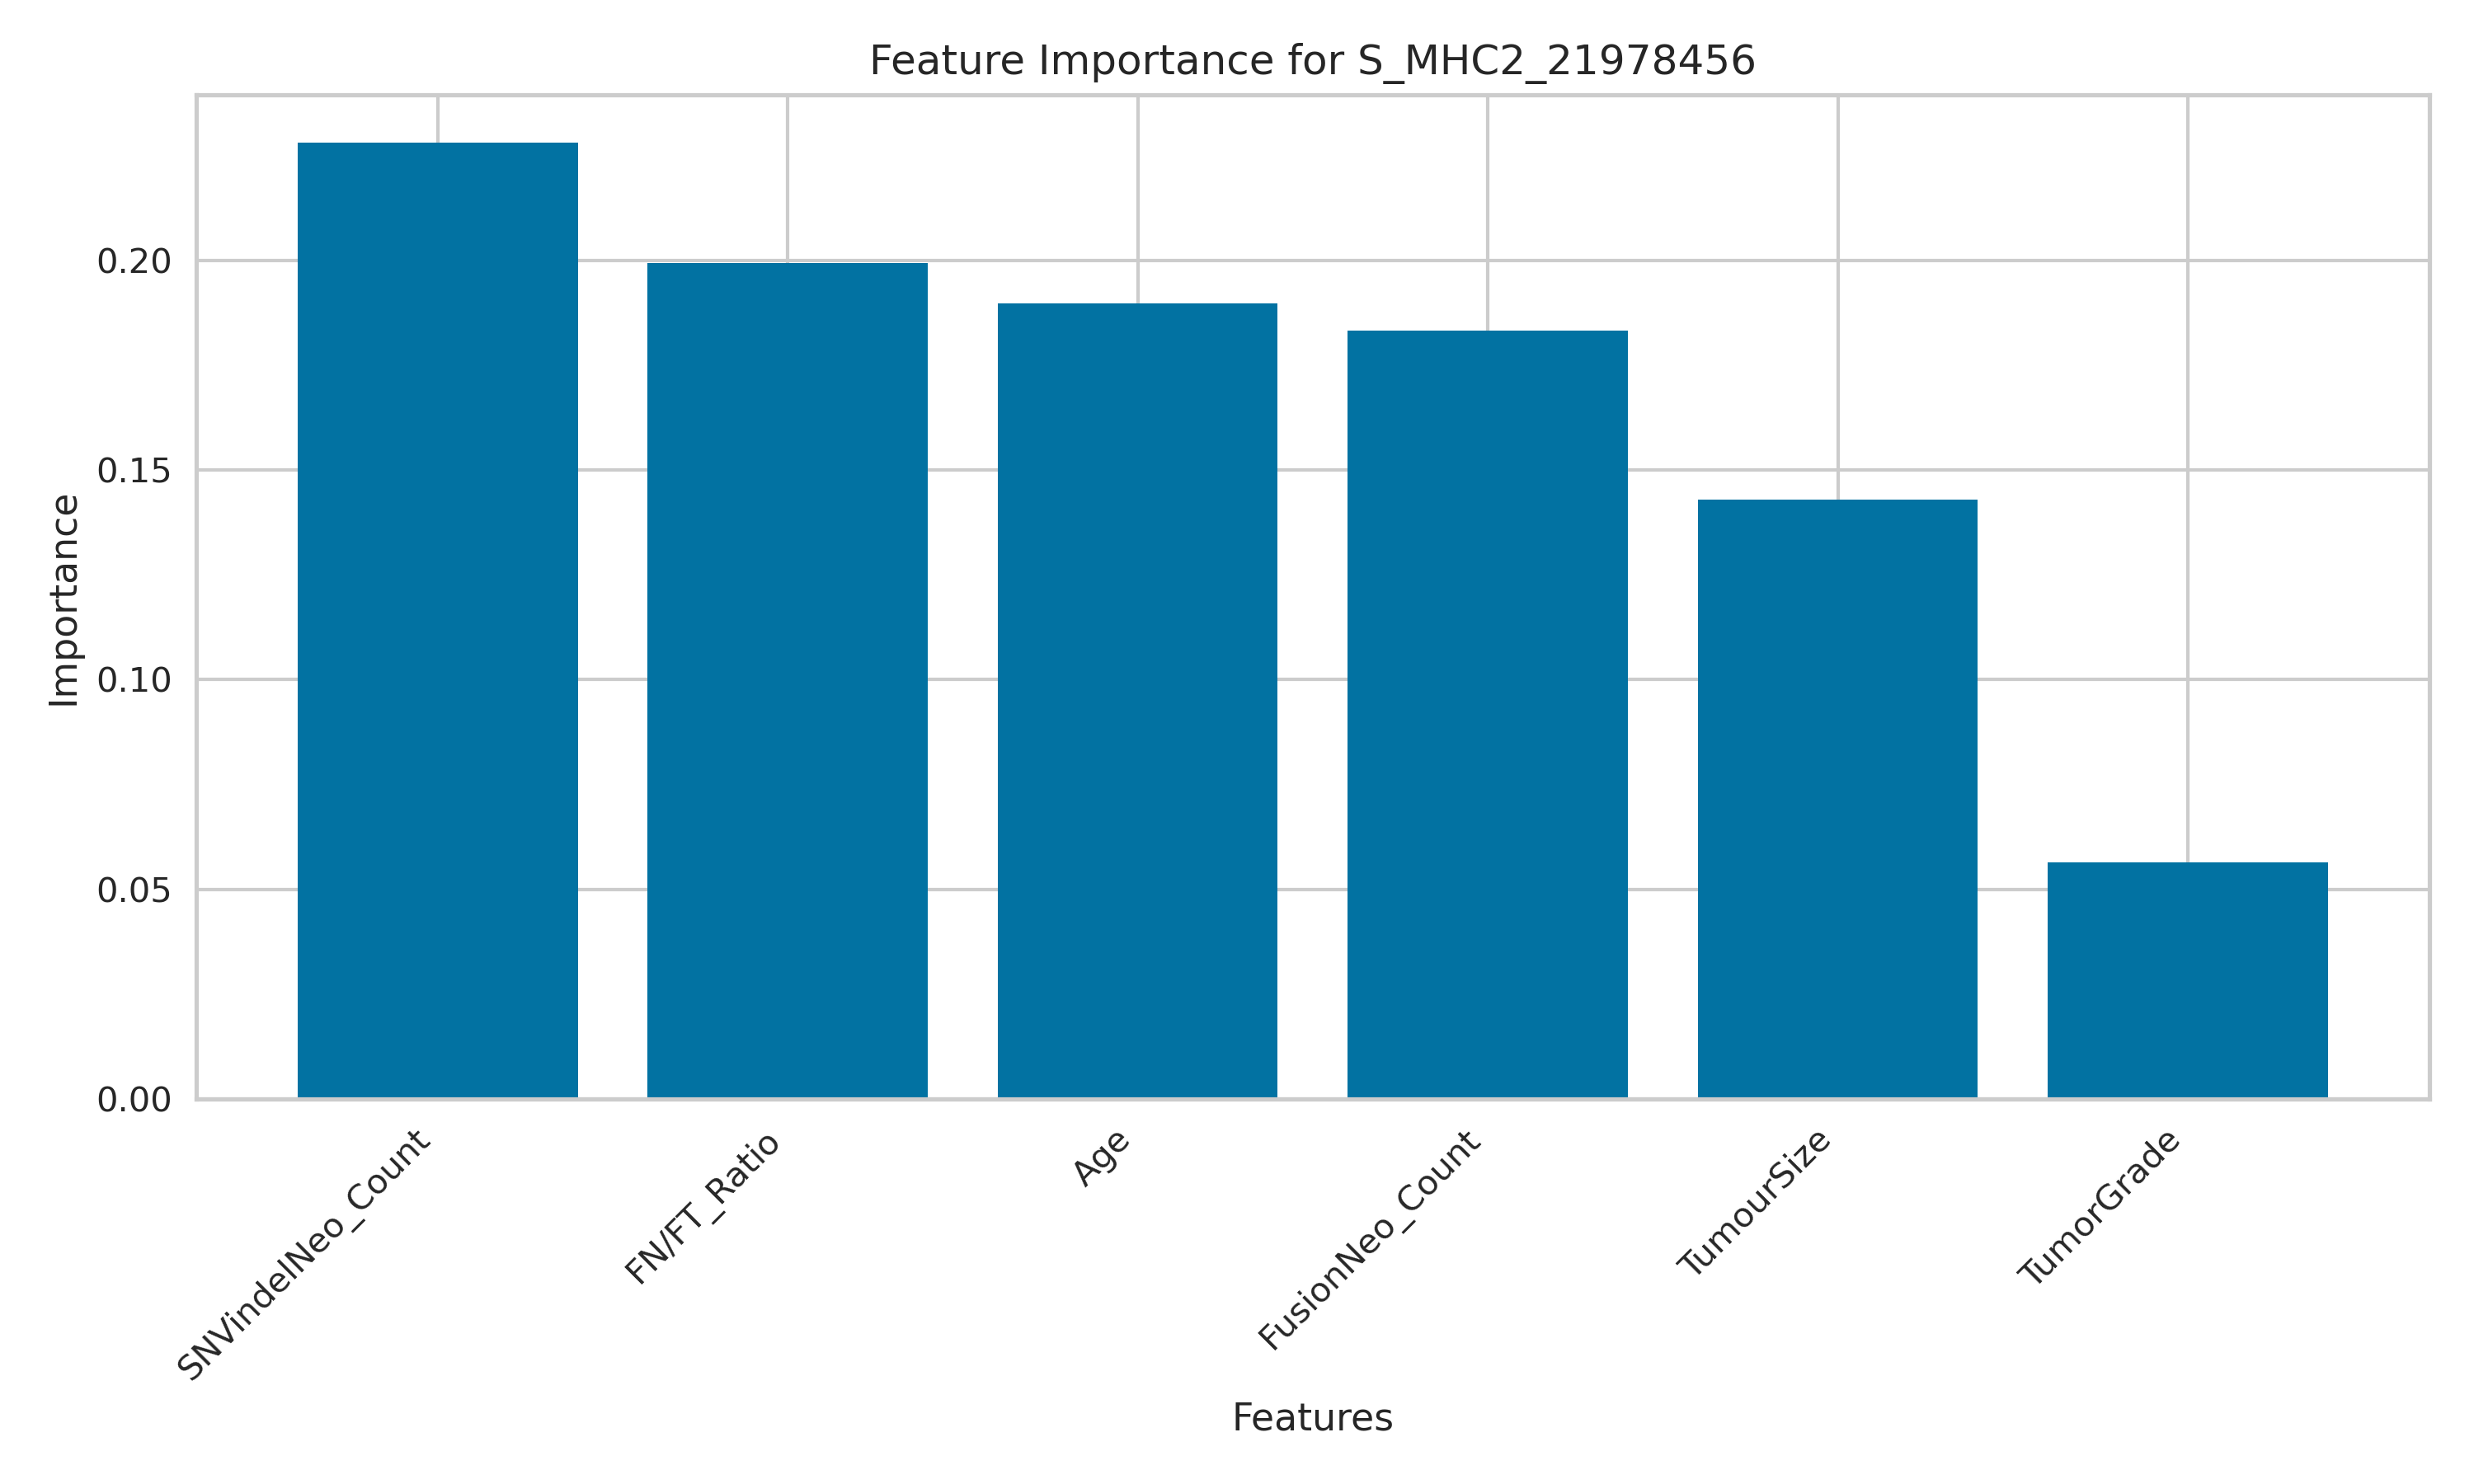 Feature Importance for S_MHC2_21978456
Importance
0.20
0.15
0.10
0.05
0.00
SNVindelNeo_Count
FN/FT_Ratio
Age
FusionNeo_Count
TumourSize
TumorGrade
Features